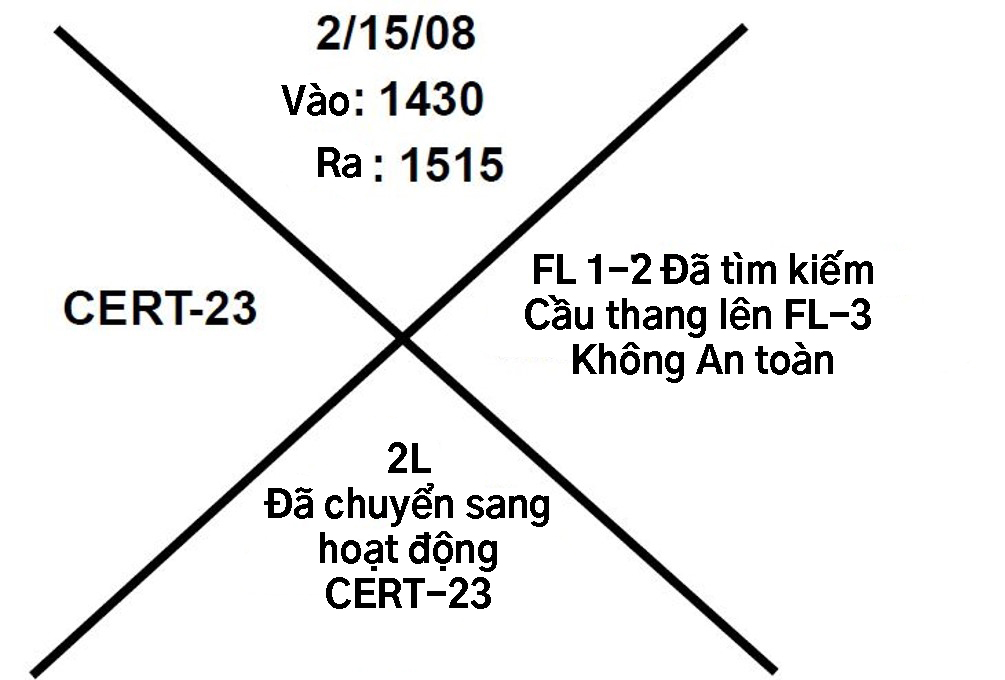 2/15/08
Vào: 1430
Ra : 1515
CERT-23
FL 1-2 Đã tìm kiếm
Cầu thang lên FL-3
Không An toàn
2L
Đã chuyển sang
hoạt động
CERT-23